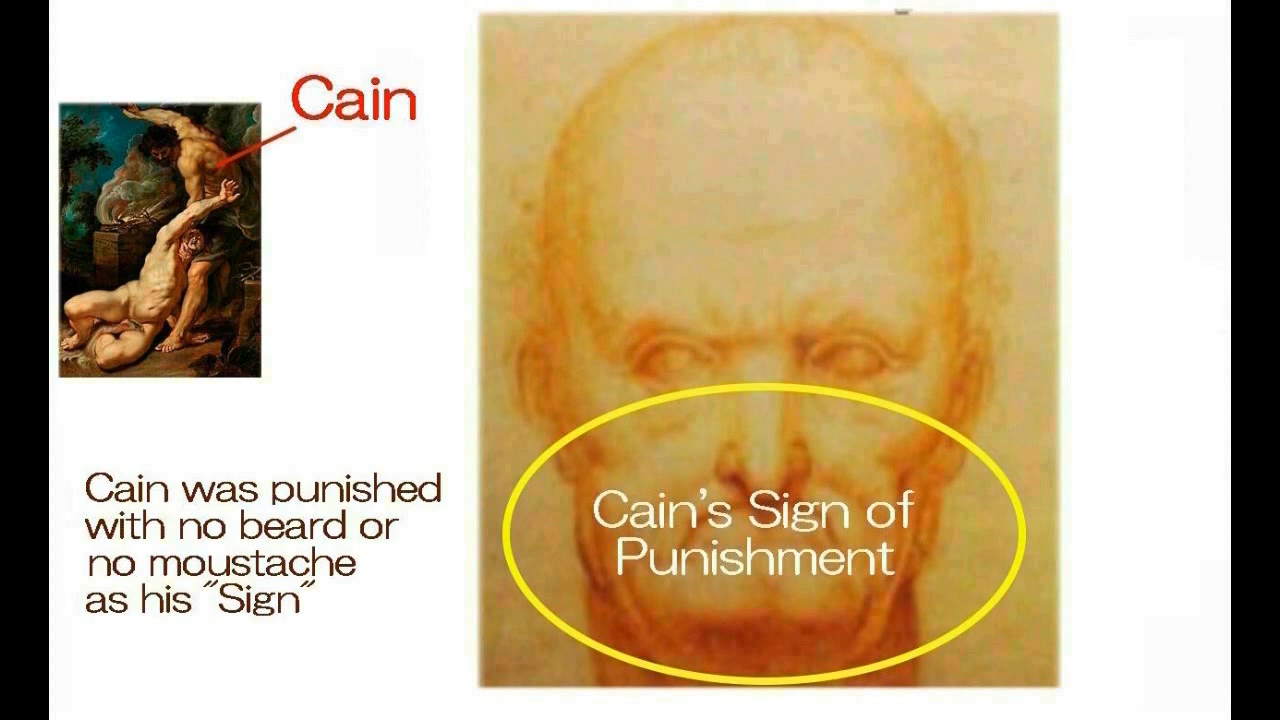 Cain
Cain was punished
with no beard or
no moustache
as his "Sign"
Cain's Sign of
Punishment